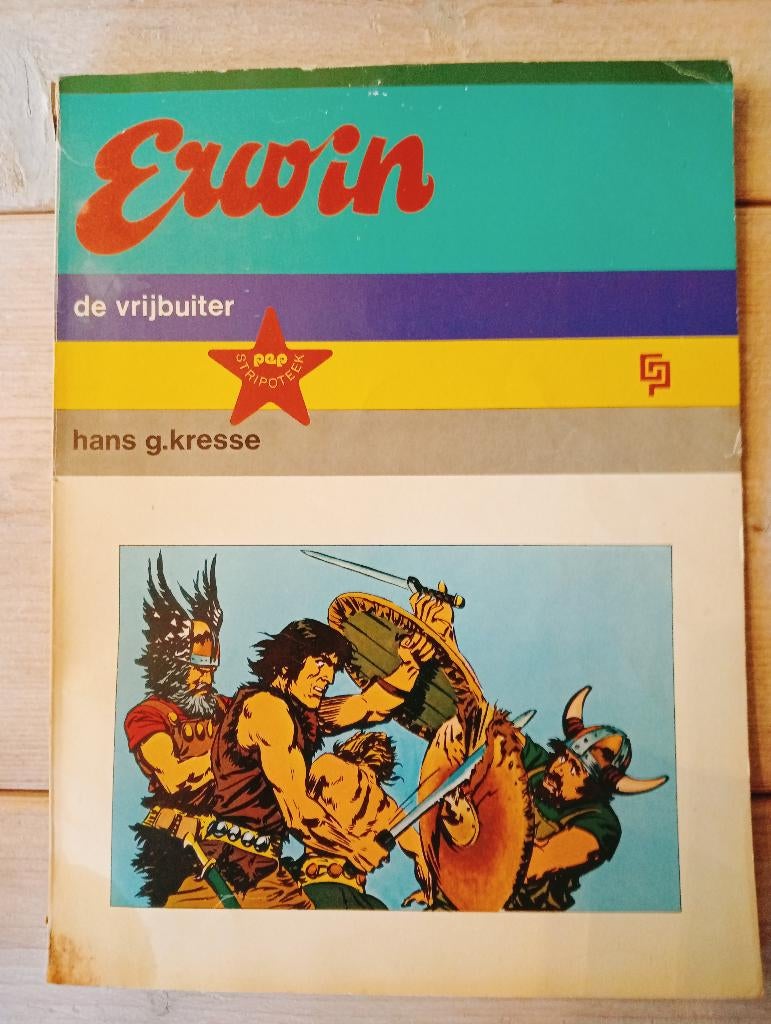 Erwin
de vrijbuiter
pep
STRIPOTEEK
hans g.kresse